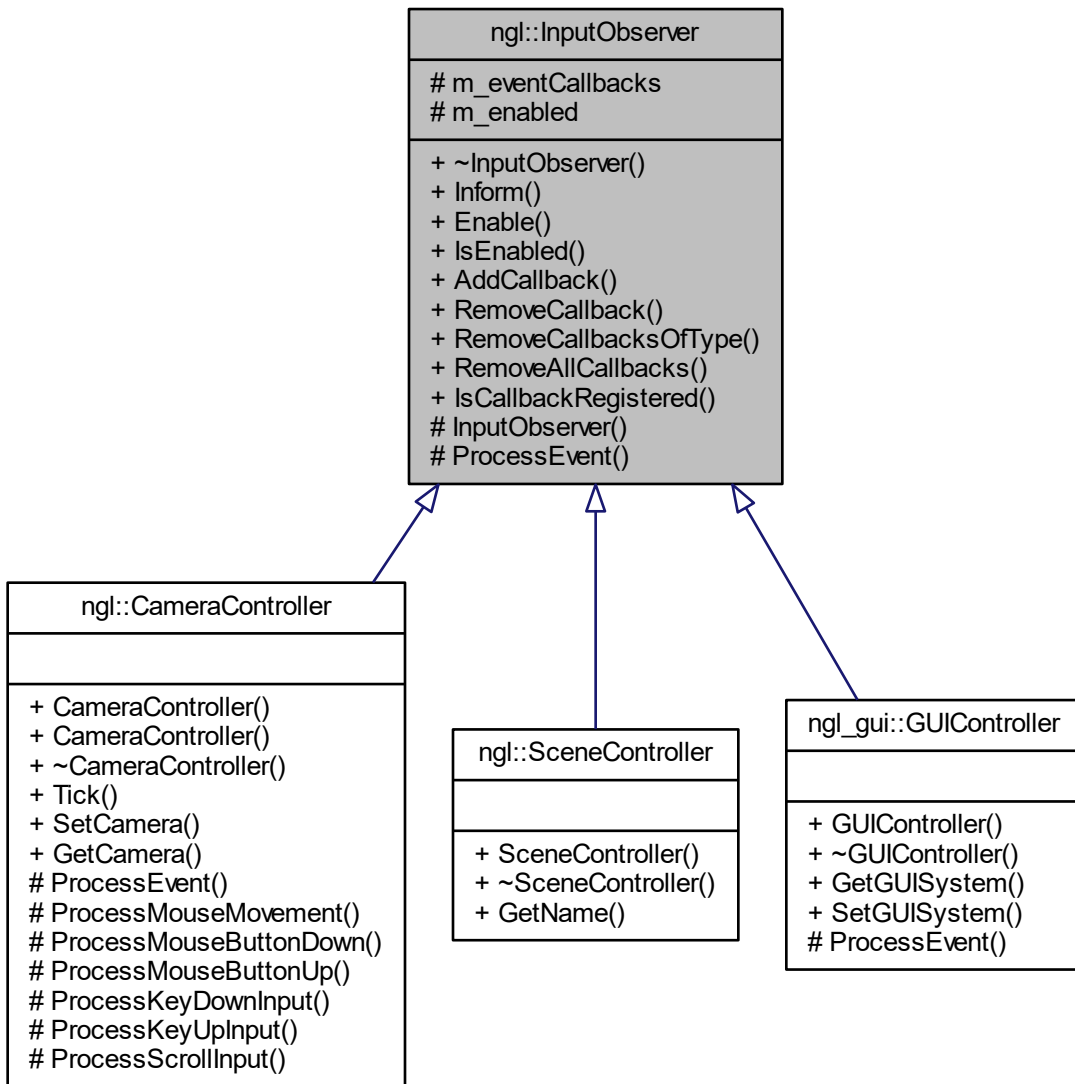 ngl::InputObserver
# m_eventCallbacks
# m_enabled
+ ~InputObserver()
+ Inform()
+ Enable()
+ IsEnabled()
+ AddCallback()
+ RemoveCallback()
+ RemoveCallbacksOfType()
+ RemoveAllCallbacks()
+ IsCallbackRegistered()
# InputObserver()
# ProcessEvent()
ngl::CameraController
+ CameraController()
+ CameraController()
+ ~CameraController()
+ Tick()
+ SetCamera()
+ GetCamera()
# ProcessEvent()
# ProcessMouseMovement()
# ProcessMouseButtonDown()
# ProcessMouseButtonUp()
# ProcessKeyDownInput()
# ProcessKeyUpInput()
# ProcessScrollInput()
ngl::SceneController
+ SceneController()
+ ~SceneController()
+ GetName()
ngl_gui::GUIController
+ GUIController()
+ ~GUIController()
+ GetGUISystem()
+ SetGUISystem()
# ProcessEvent()